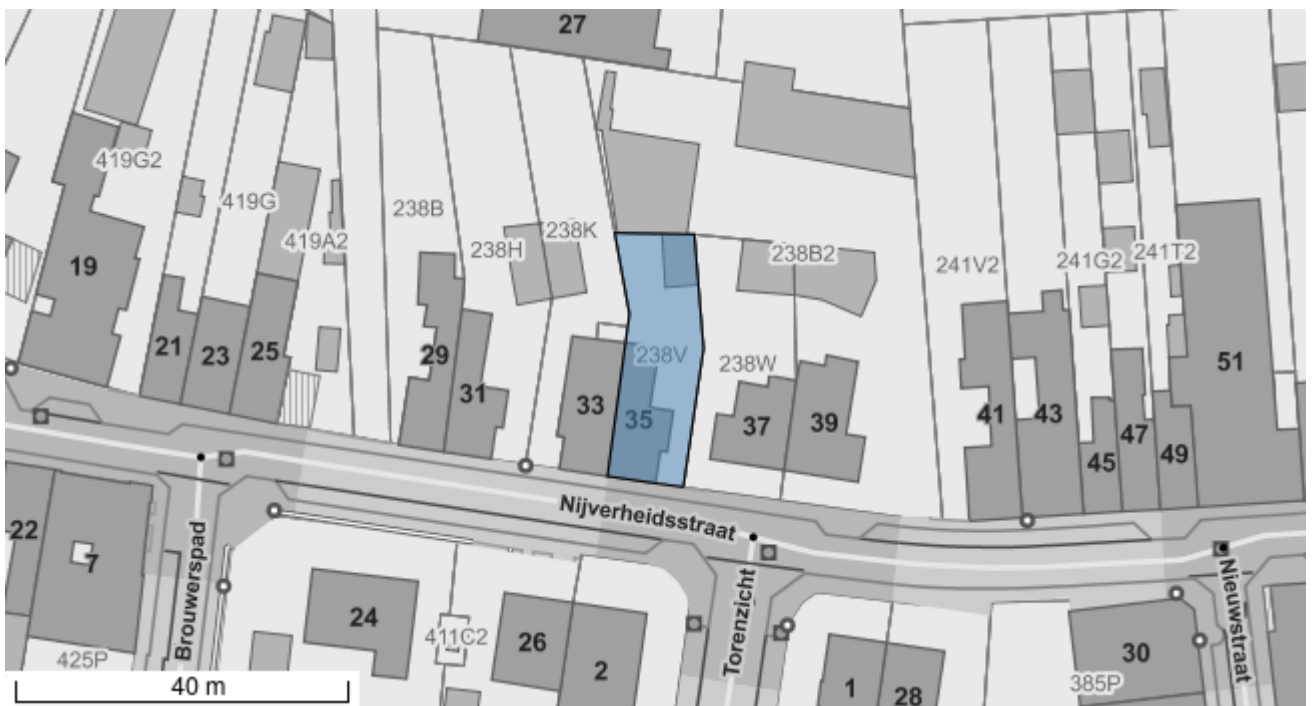 27
419G2
419G
419A2
238B
238H
238K
238B2
241V2
241G2
241T2
19
21
23
25
29
31
33
35
238V
238W
37
39
41
43
45
47
49
51
Nijverheidsstraat
22
7
Brouwerspad
24
411C2
26
2
Torenzicht
1
28
30
385P
Nieuwstraat
425P
40 m